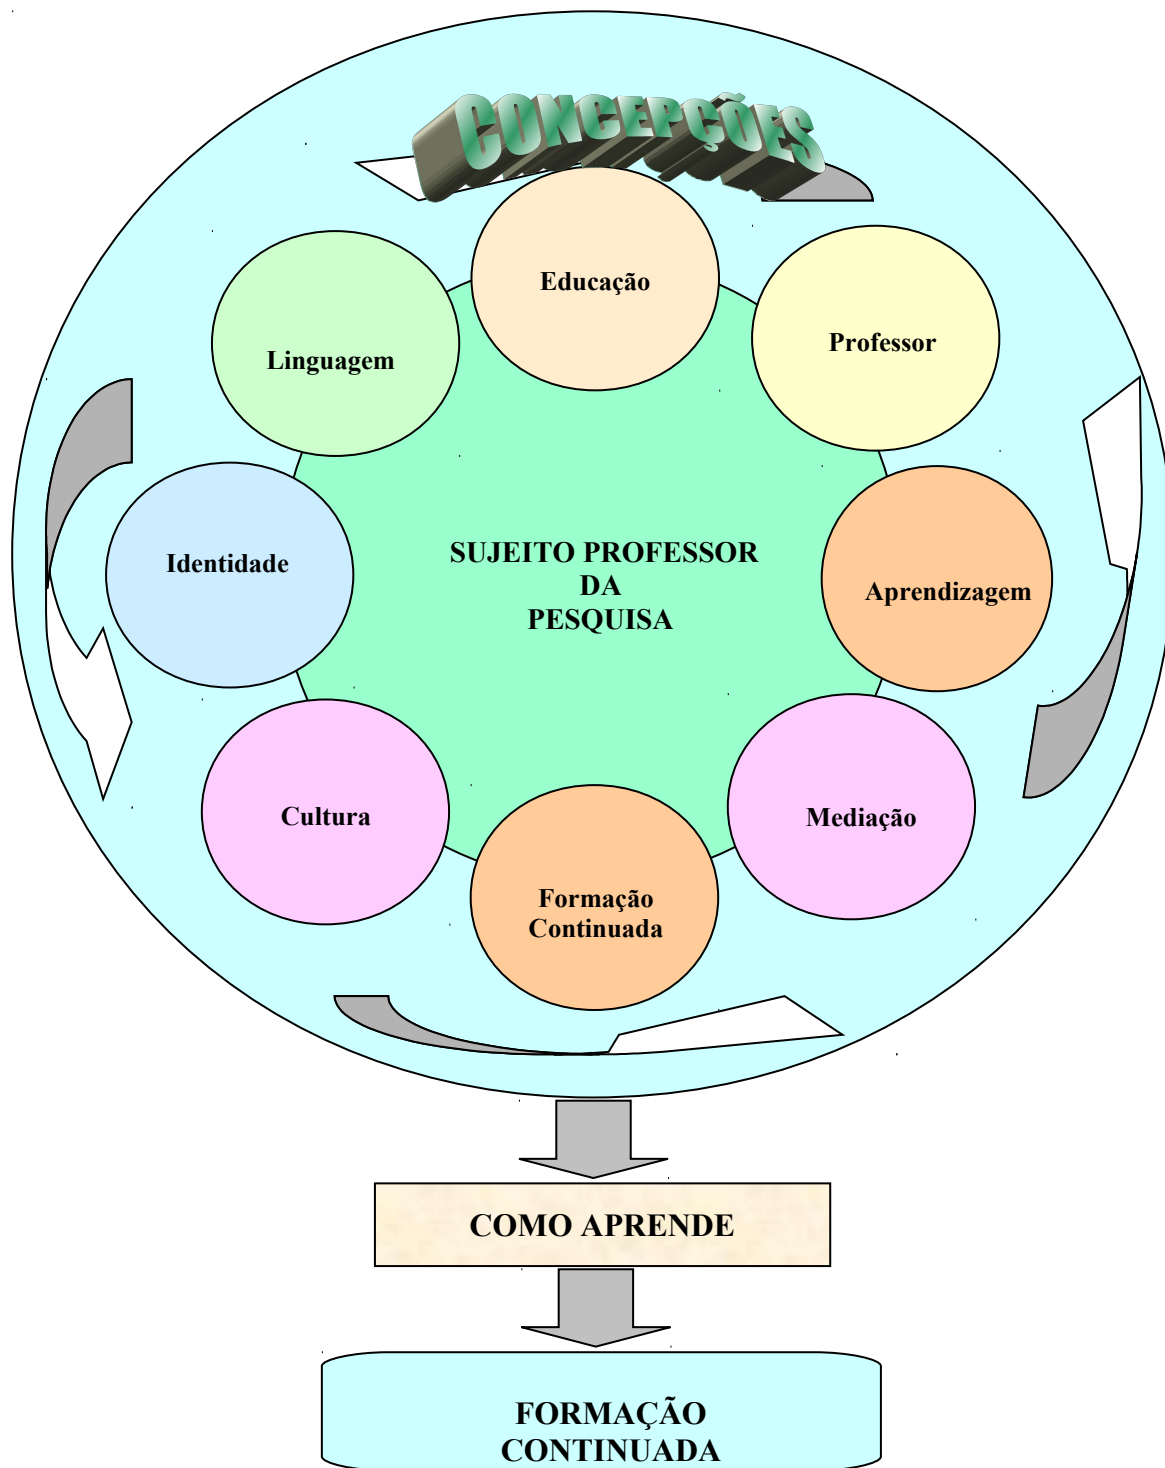 CONCEPÇÕES
Educação
Linguagem
Professor
Identidade
SUJEITO PROFESSOR
DA
PESQUISA
Aprendizagem
Cultura
Mediação
Formação
Continuada
COMO APRENDE
FORMAÇÃO
CONTINUADA